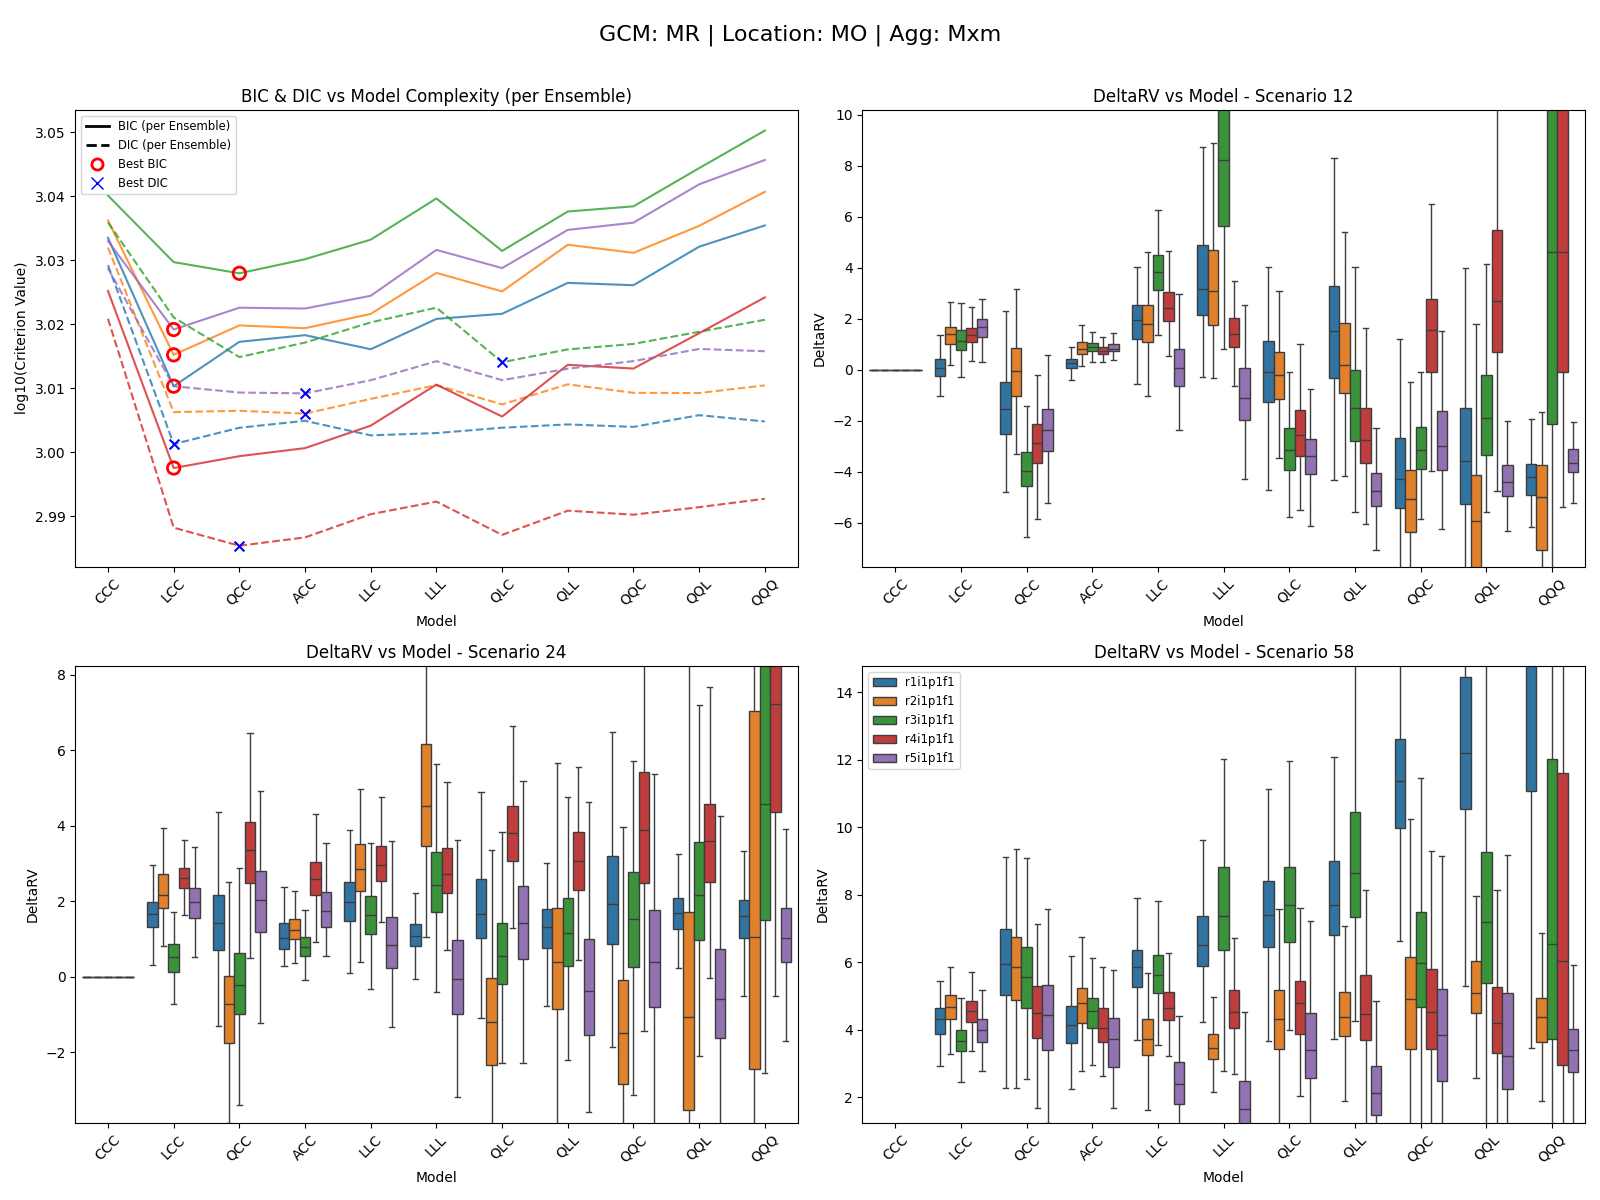 GCM: MR | Location: MO | Agg: Mxm
BIC & DIC vs Model Complexity (per Ensemble)
log10(Criterion Value)
3.05
3.04
3.03
3.02
3.01
3.00
2.99
BIC (per Ensemble)
DIC (per Ensemble)
Best BIC
Best DIC
CCC LCC QCC ACC LLC LLL QLC QLL QQC QQL QQQ
Model
DeltaRV vs Model - Scenario 12
DeltaRV
10
8
6
4
2
0
−2
−4
−6
CCC LCC QCC ACC LLC LLL QLC QLL QQC QQL QQQ
Model
DeltaRV vs Model - Scenario 24
DeltaRV
8
6
4
2
0
−2
CCC LCC QCC ACC LLC LLL QLC QLL QQC QQL QQQ
Model
DeltaRV vs Model - Scenario 58
DeltaRV
14
12
10
8
6
4
2
r1i1p1f1
r2i1p1f1
r3i1p1f1
r4i1p1f1
r5i1p1f1
CCC LCC QCC ACC LLC LLL QLC QLL QQC QQL QQQ
Model